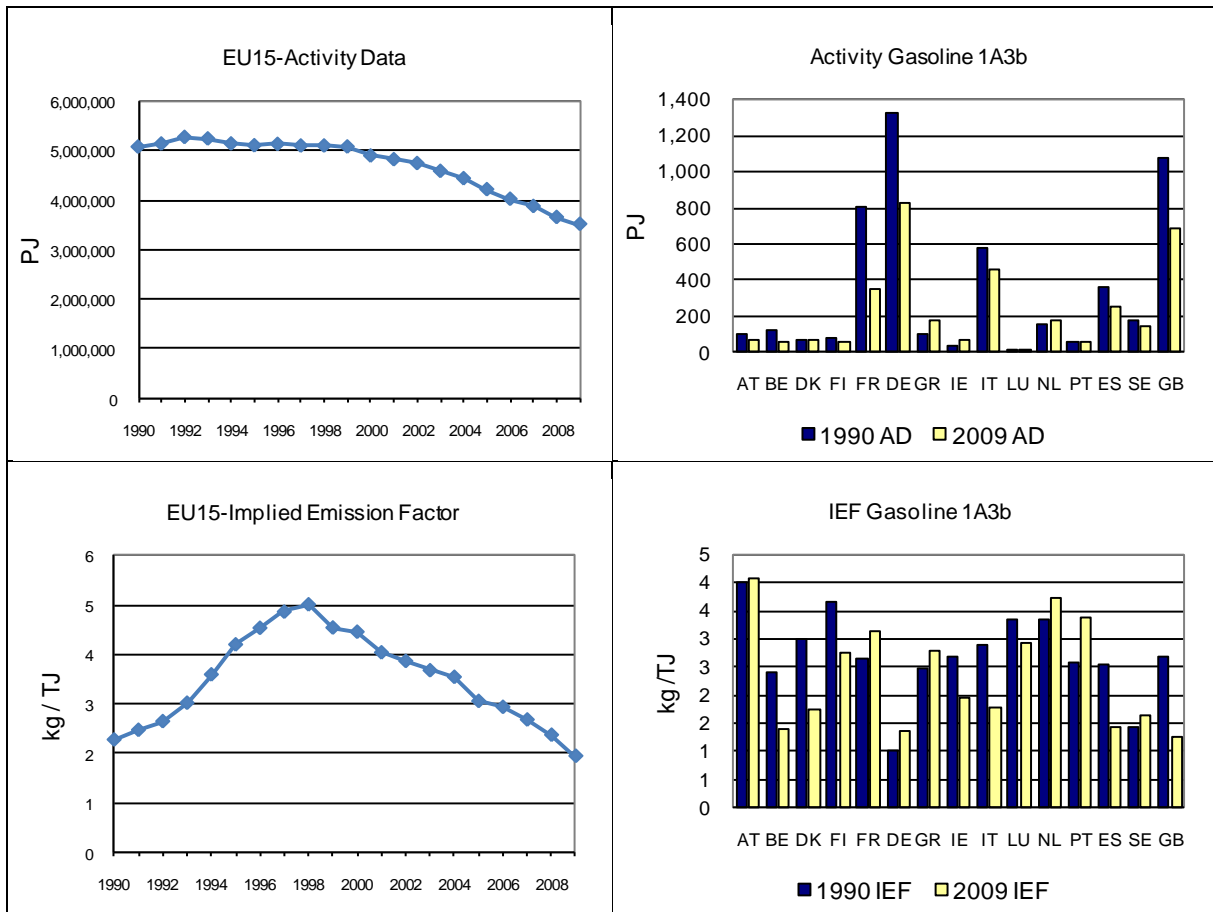 EU15-Activity Data
PJ
6,000,000
5,000,000
4,000,000
3,000,000
2,000,000
1,000,000
0
1990 1992 1994 1996 1998 2000 2002 2004 2006 2008
Activity Gasoline 1A3b
PJ
1,400
1,200
1,000
800
600
400
200
0
AT BE DK FI FR DE GR IE IT LU NL PT ES SE GB
1990 AD 2009 AD
EU15-Implied Emission Factor
kg / TJ
6
5
4
3
2
1
0
1990 1992 1994 1996 1998 2000 2002 2004 2006 2008
IEF Gasoline 1A3b
kg /TJ
5
4
4
3
3
2
2
1
1
0
AT BE DK FI FR DE GR IE IT LU NL PT ES SE GB
1990 IEF 2009 IEF